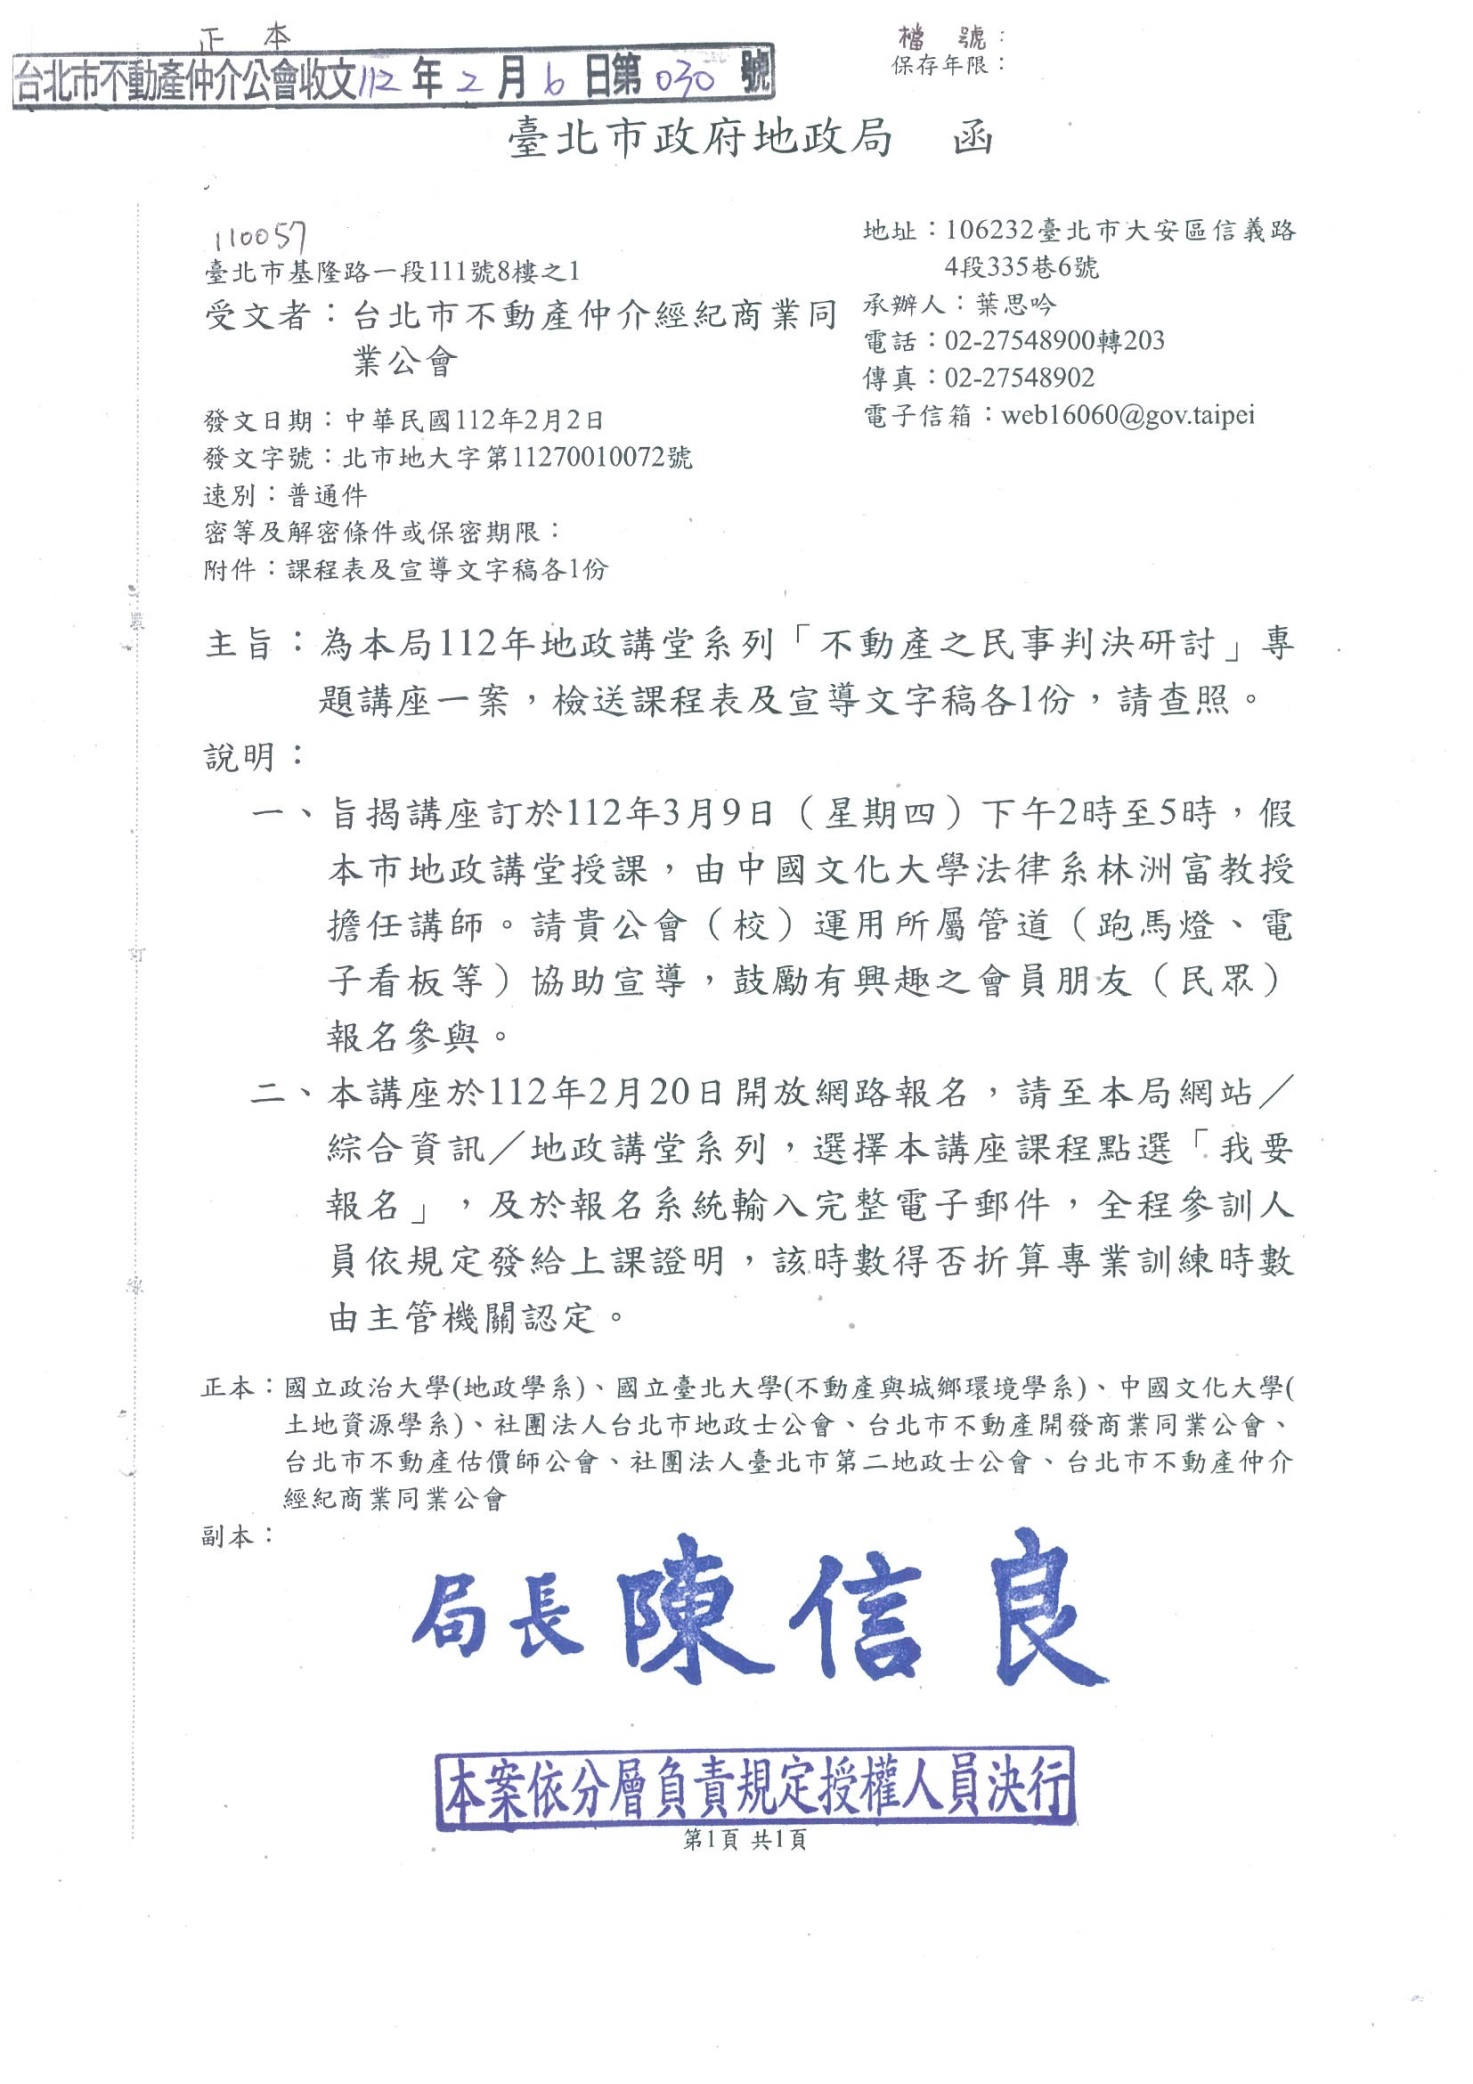 正 本
檔 號：
保存年限：
台北市不動產仲介公會收文112年2月6日第030號
臺北市政府地政局 函
110057
臺北市基隆路一段111號8樓之1
受文者：台北市不動產仲介經紀商業同
業公會
地址：106232臺北市大安區信義路
4段335巷6號
承辦人：葉思吟
電話：02-27548900轉203
傳真：02-27548902
電子信箱：web16060@gov.taipei
發文日期：中華民國112年2月2日
發文字號：北市地大字第11270010072號
速別：普通件
密等及解密條件或保密期限：
附件：課程表及宣導文字稿各1份
主旨：為本局112年地政講堂系列「不動產之民事判決研討」專
題講座一案，檢送課程表及宣導文字稿各1份，請查照。
說明：
一、旨揭講座訂於112年3月9日（星期四）下午2時至5時，假
本市地政講堂授課，由中國文化大學法律系林洲富教授
擔任講師。請貴公會（校）運用所屬管道（跑馬燈、電
子看板等）協助宣導，鼓勵有興趣之會員朋友（民眾）
報名參與。
二、本講座於112年2月20日開放網路報名，請至本局網站／
綜合資訊／地政講堂系列，選擇本講座課程點選「我要
報名」，及於報名系統輸入完整電子郵件，全程參訓人
員依規定發給上課證明，該時數得否折算專業訓練時數
由主管機關認定。
裝
訂
線
正本：國立政治大學(地政學系)、國立臺北大學(不動產與城鄉環境學系)、中國文化大學(
土地資源學系)、社團法人台北市地政士公會、台北市不動產開發商業同業公會、
台北市不動產估價師公會、社團法人臺北市第二地政士公會、台北市不動產仲介
經紀商業同業公會
副本：
局長 陳信良
本案依分層負責規定授權人員決行
第1頁 共1頁